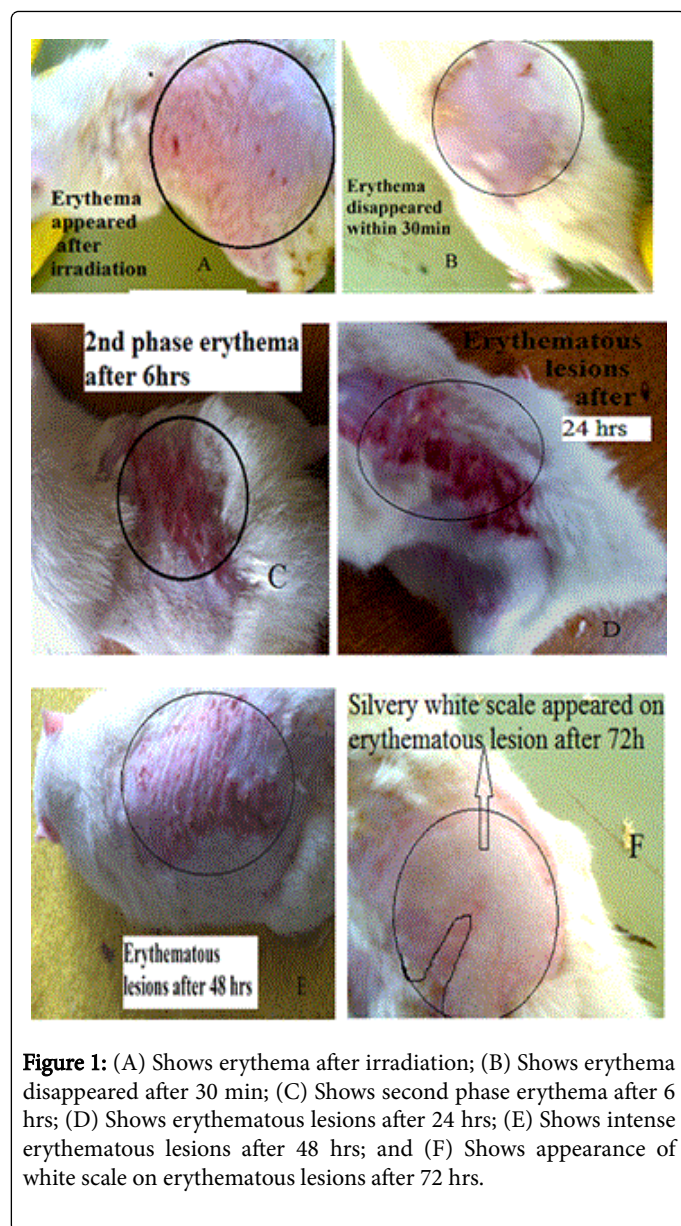 Erythema
appeared
after
irradiation
A
Erythema
disappeared
within 30min
B
2nd phase erythema
after 6hrs
C
Erythematous
lesions
after
24 hrs
D
Erythematous
lesions after 48 hrs
E
Silvery white scale appeared on
erythematous lesion after 72h
F
Figure 1: (A) Shows erythema after irradiation; (B) Shows erythema
disappeared after 30 min; (C) Shows second phase erythema after 6
hrs; (D) Shows erythematous lesions after 24 hrs; (E) Shows intense
erythematous lesions after 48 hrs; and (F) Shows appearance of
white scale on erythematous lesions after 72 hrs.